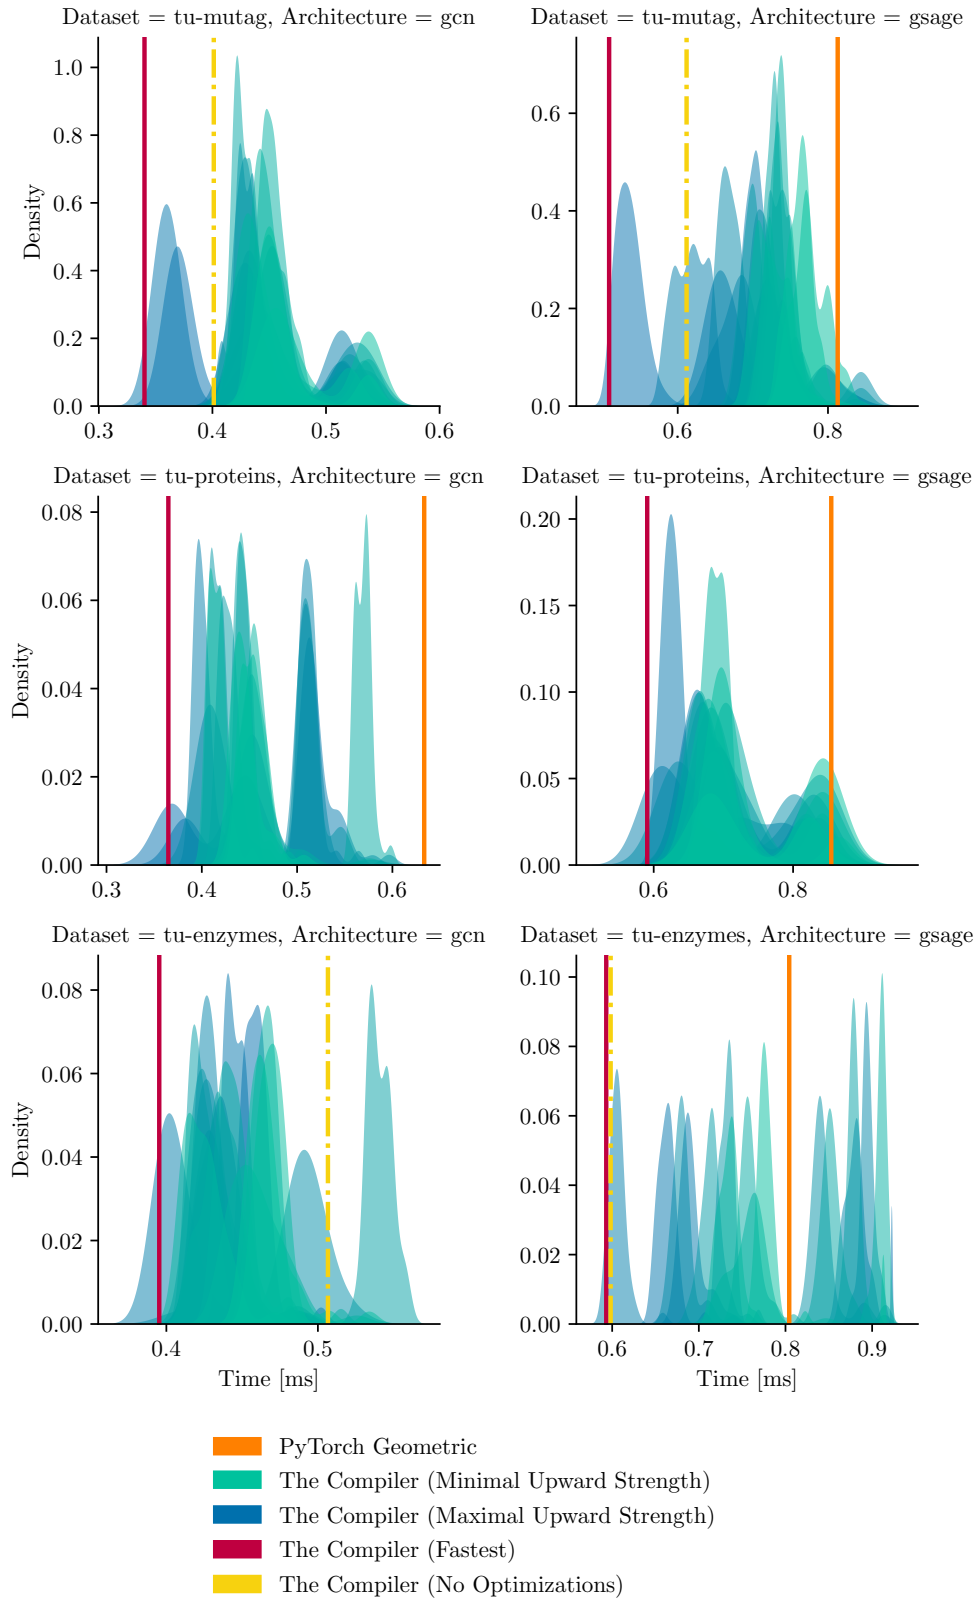 Dataset = tu-mutag, Architecture = gcn
Dataset = tu-mutag, Architecture = gsage
1.0
0.8
0.6
0.4
0.2
0.0
Density
0.3 0.4 0.5 0.6
0.6
0.4
0.2
0.0
0.6 0.8
Dataset = tu-proteins, Architecture = gcn
Dataset = tu-proteins, Architecture = gsage
0.08
0.06
0.04
0.02
0.00
Density
0.3 0.4 0.5 0.6
0.20
0.15
0.10
0.05
0.00
0.6 0.8
Dataset = tu-enzymes, Architecture = gcn
Dataset = tu-enzymes, Architecture = gsage
0.08
0.06
0.04
0.02
0.00
Density
0.4 0.5
Time [ms]
0.10
0.08
0.06
0.04
0.02
0.00
0.6 0.7 0.8 0.9
Time [ms]
PyTorch Geometric
The Compiler (Minimal Upward Strength)
The Compiler (Maximal Upward Strength)
The Compiler (Fastest)
The Compiler (No Optimizations)